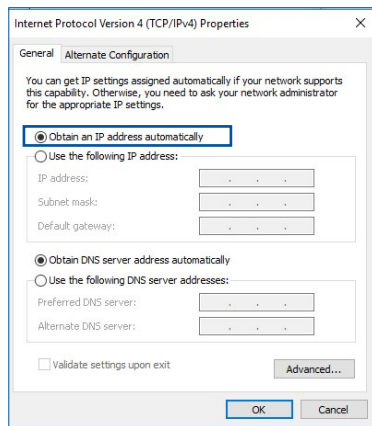 Internet Protocol Version 4 (TCP/IPv4) Properties
General
Alternate Configuration
You can get IP settings assigned automatically if your network supports
this capability. Otherwise, you need to ask your network administrator
for the appropriate IP settings.
Obtain an IP address automatically
Use the following IP address:
IP address:
Subnet mask:
Default gateway:
Obtain DNS server address automatically
Use the following DNS server addresses:
Preferred DNS server:
Alternate DNS server:
Validate settings upon exit
Advanced...
OK
Cancel